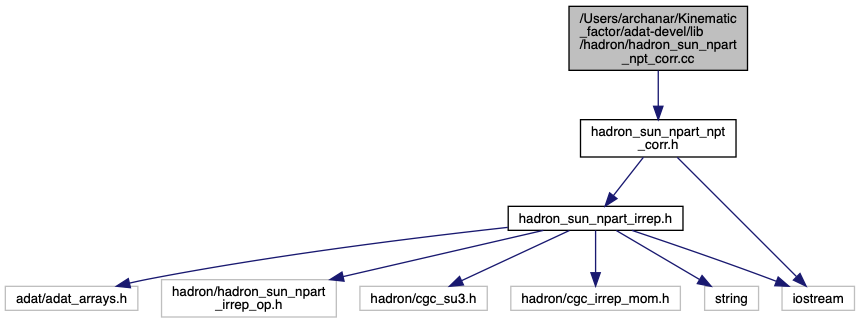 /Users/archanar/Kinematic
_factor/adat-devel/lib
/hadron/hadron_sun_npart
_npt_corr.cc
hadron_sun_npart_npt
_corr.h
hadron_sun_npart_irrep.h
adat/adat_arrays.h
hadron/hadron_sun_npart
_irrep_op.h
hadron/cgc_su3.h
hadron/cgc_irrep_mom.h
string
iostream